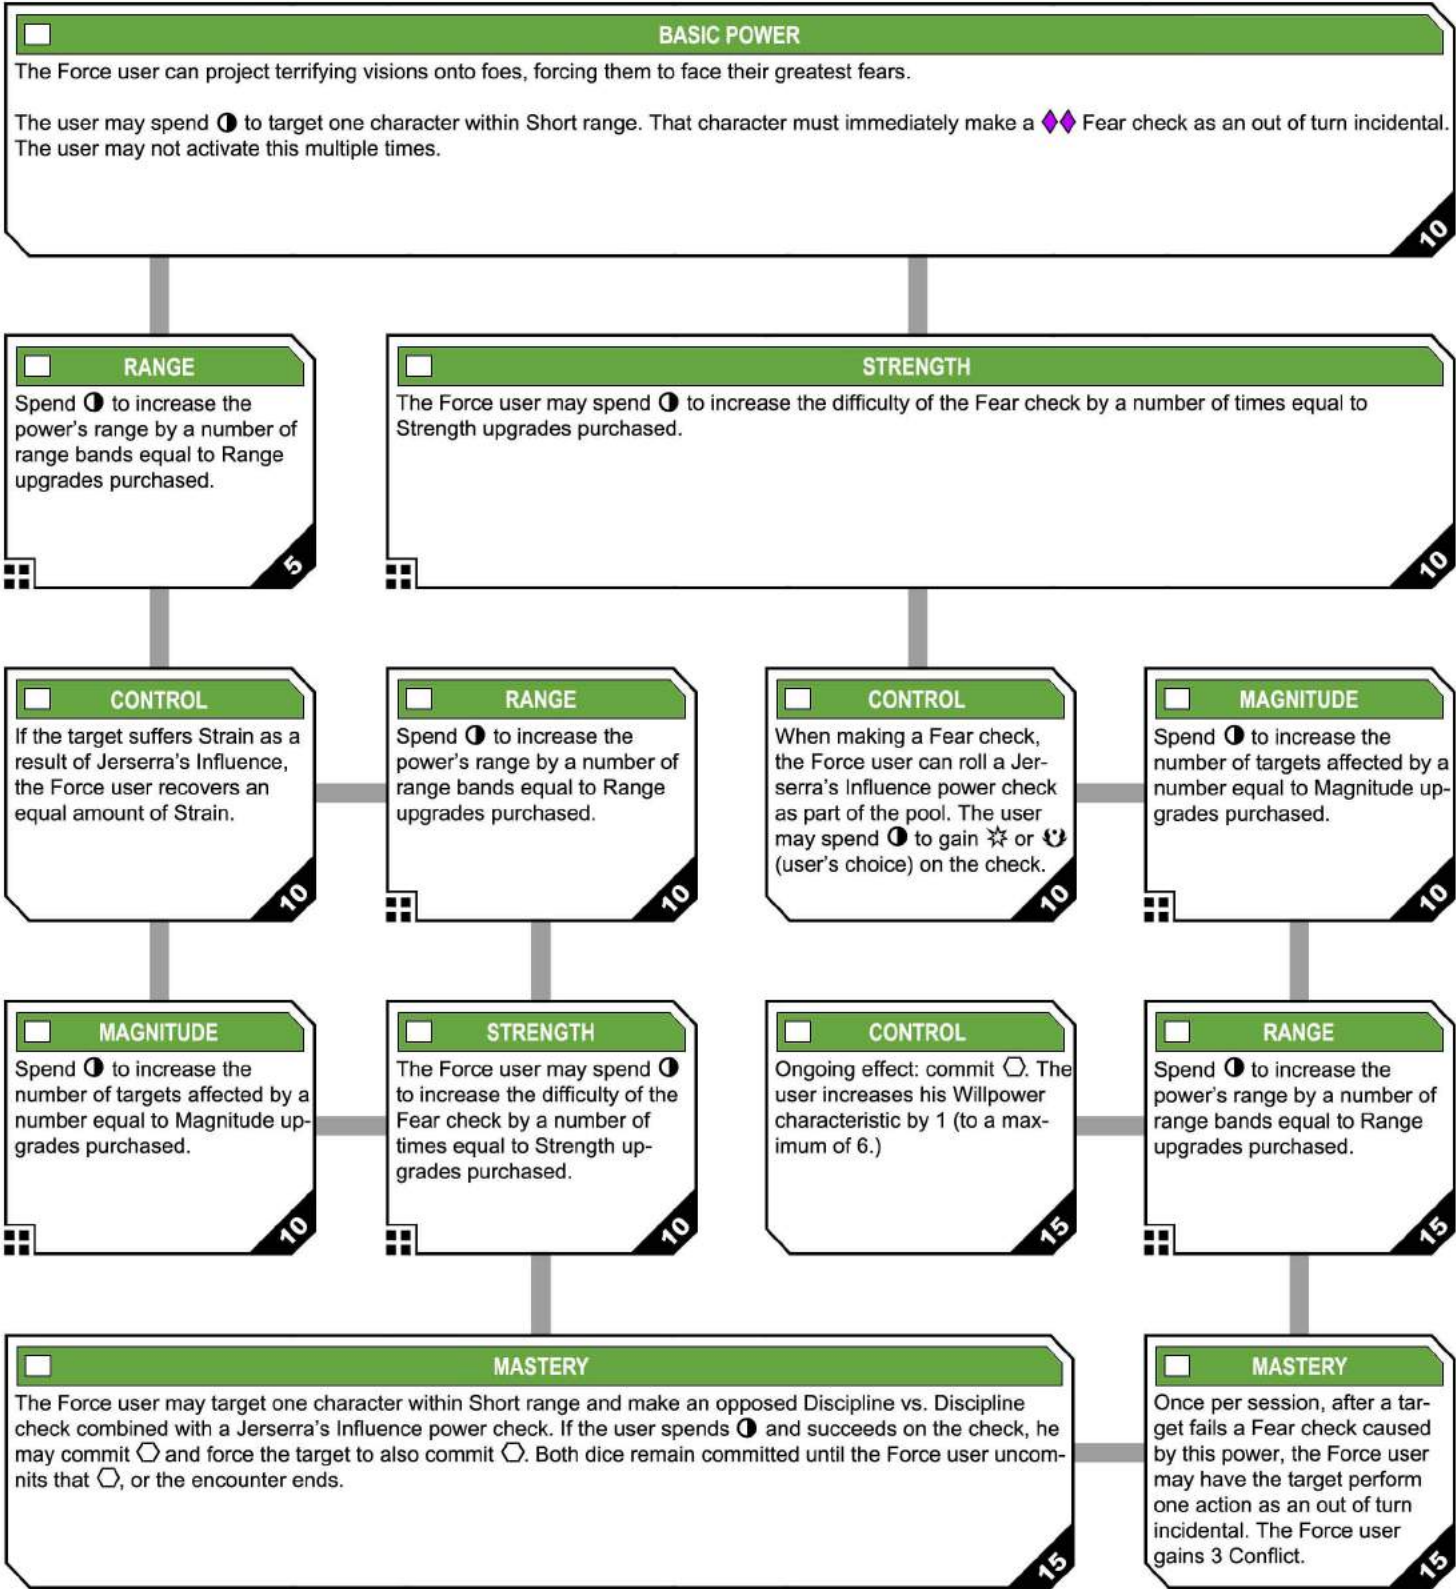 BASIC POWER
The Force user can project terrifying visions onto foes, forcing them to face their greatest fears.
The user may spend to target one character within Short range. That character must immediately make a Fear check as an out of turn incidental.
The user may not activate this multiple times.
10
RANGE
Spend to increase the
power's range by a number of
range bands equal to Range
upgrades purchased.
5
STRENGTH
The Force user may spend to increase the difficulty of the Fear check by a number of times equal to
Strength upgrades purchased.
10
CONTROL
If the target suffers Strain as a
result of Jerserra's Influence,
the Force user recovers an
equal amount of Strain.
10
RANGE
Spend to increase the
power's range by a number of
range bands equal to Range
upgrades purchased.
10
CONTROL
When making a Fear check,
the Force user can roll a Jer-
serra's Influence power check
as part of the pool. The user
may spend to gain or
(user's choice) on the check.
10
MAGNITUDE
Spend to increase the
number of targets affected by a
number equal to Magnitude up-
grades purchased.
10
MAGNITUDE
Spend to increase the
number of targets affected by a
number equal to Magnitude up-
grades purchased.
10
STRENGTH
The Force user may spend
to increase the difficulty of the
Fear check by a number of
times equal to Strength up-
grades purchased.
10
CONTROL
Ongoing effect: commit . The
user increases his Willpower
characteristic by 1 (to a max-
imum of 6.)
15
RANGE
Spend to increase the
power's range by a number of
range bands equal to Range
upgrades purchased.
15
MASTERY
The Force user may target one character within Short range and make an opposed Discipline vs. Discipline
check combined with a Jerserra's Influence power check. If the user spends and succeeds on the check, he
may commit and force the target to also commit . Both dice remain committed until the Force user uncom-
nits that , or the encounter ends.
15
MASTERY
Once per session, after a tar-
get fails a Fear check caused
by this power, the Force user
may have the target perform
one action as an out of turn
incidental. The Force user
gains 3 Conflict.
15